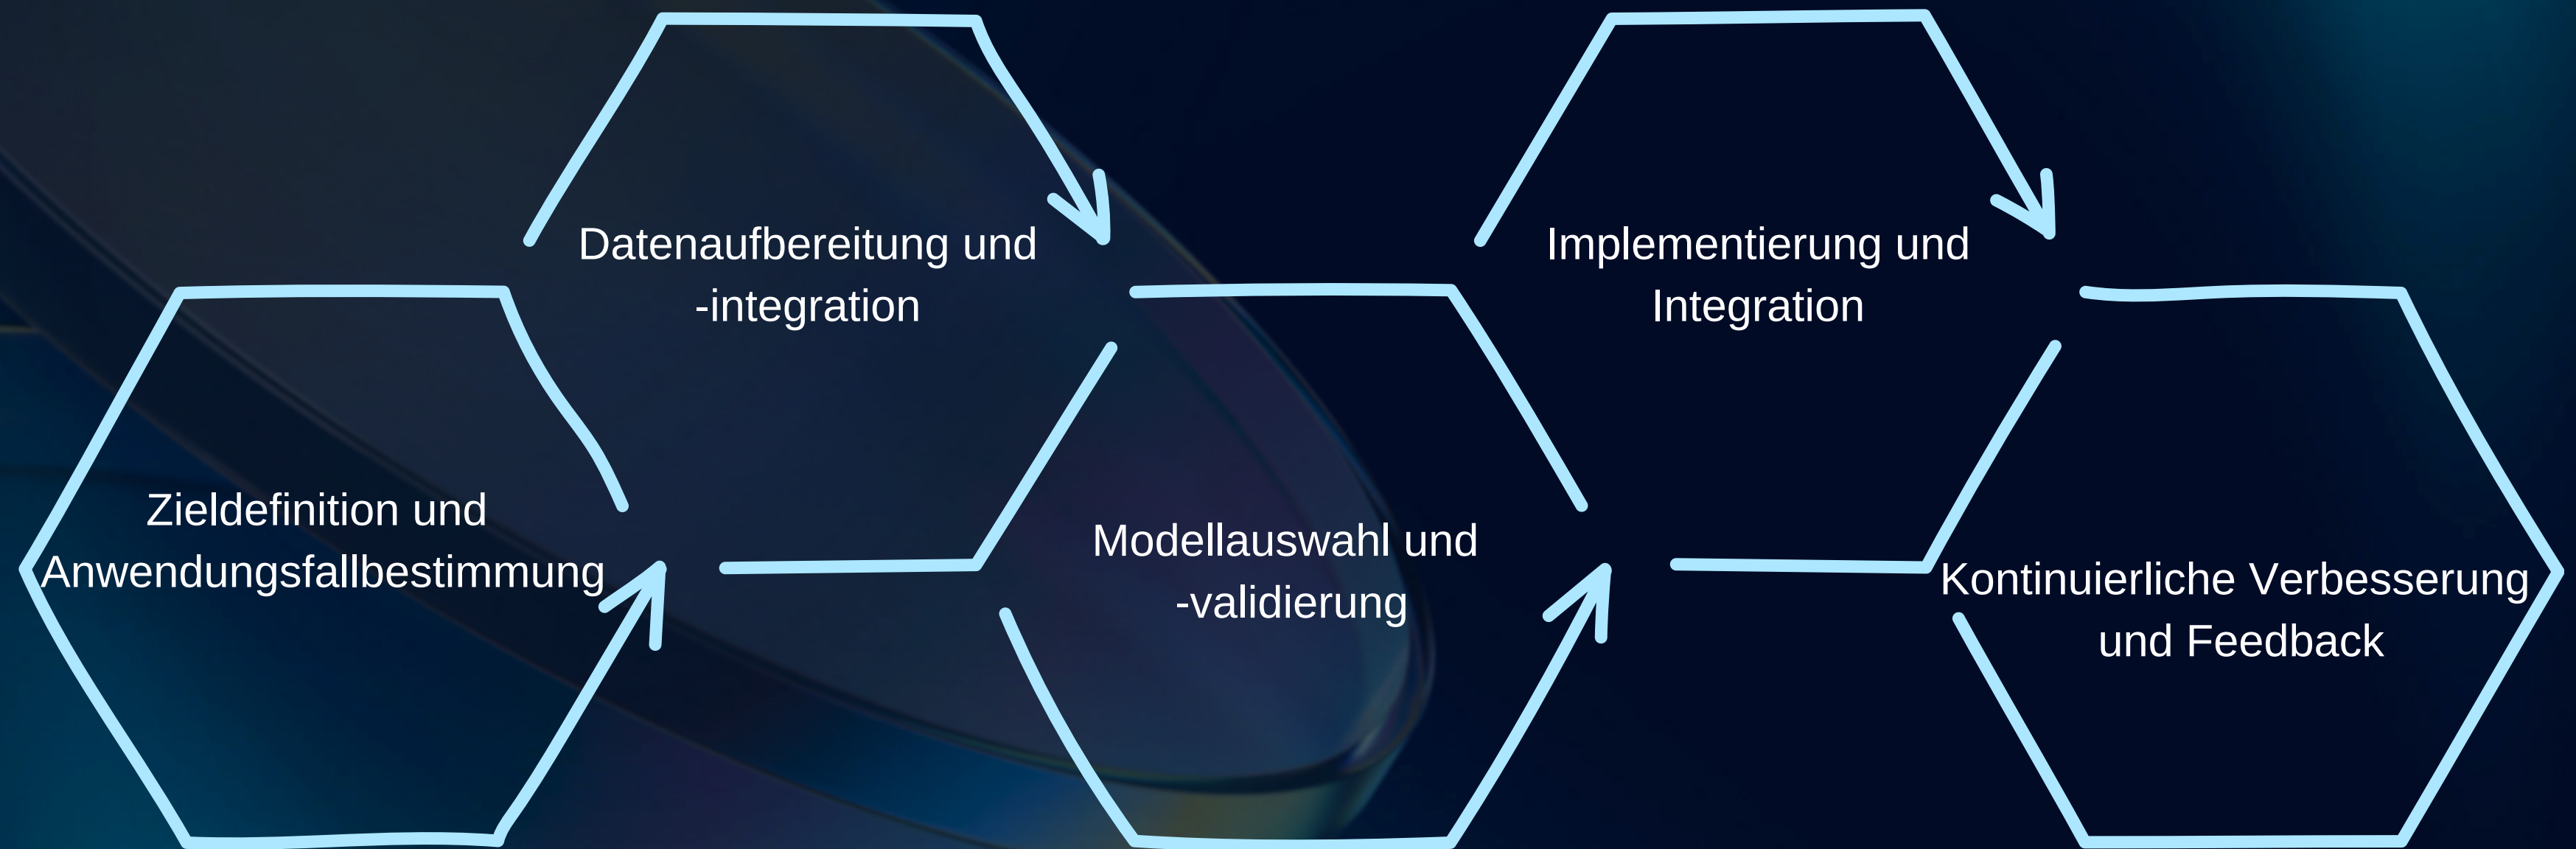 Zieldefinition und
Anwendungsfallbestimmung
Datenaufbereitung und
-integration
Modellauswahl und
-validierung
Implementierung und
Integration
Kontinuierliche Verbesserung
und Feedback